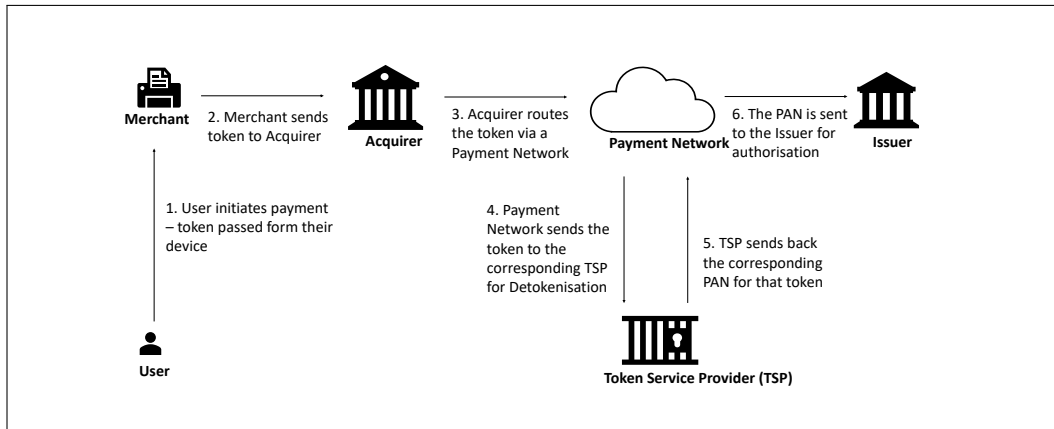 Merchant
2. Merchant sends
token to Acquirer
Acquirer
3. Acquirer routes
the token via a
Payment Network
Payment Network
6. The PAN is sent
to the Issuer for
authorisation
Issuer
1. User initiates payment
– token passed form their
device
4. Payment
Network sends the
token to the
corresponding TSP
for Detokenisation
5. TSP sends back
the corresponding
PAN for that token
User
Token Service Provider (TSP)